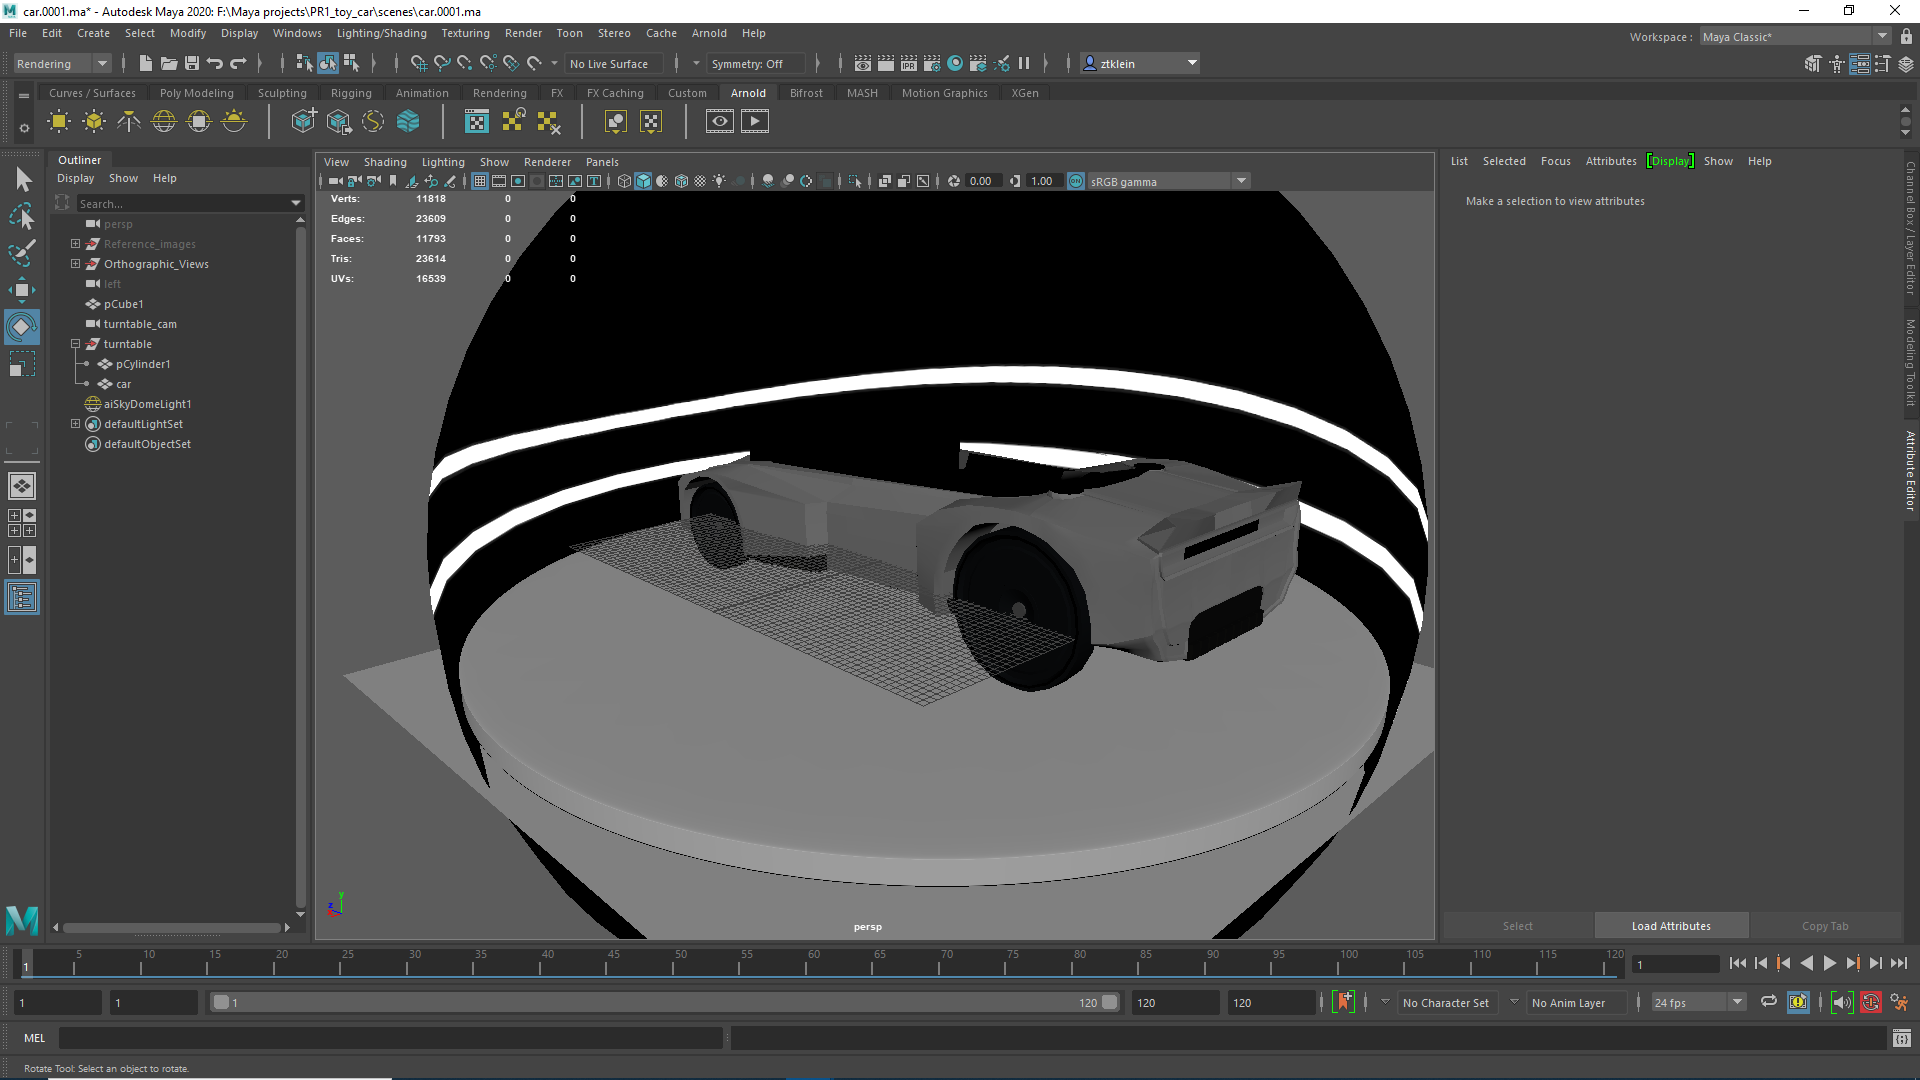 car.0001.ma* - Autodesk Maya 2020: F:\Maya projects\PR1_toy_car\scenes\car.0001.ma
File Edit Create Select Modify Display Windows Lighting/Shading Texturing Render Toon Stereo Cache Arnold Help
Workspace : Maya Classic*
Rendering No Live Surface Symmetry: Off IPR ztklein
Curves / Surfaces Poly Modeling Sculpting Rigging Animation Rendering FX FX Caching Custom Arnold Bifrost MASH Motion Graphics XGen
Outliner
Display Show Help
Search...
persp
Reference_images
Orthographic_Views
left
pCube1
turntable_cam
turntable
pCylinder1
car
aiSkyDomeLight1
defaultLightSet
defaultObjectSet
View Shading Lighting Show Renderer Panels
0.00 1.00 ON sRGB gamma
Verts: 11818 0 0
Edges: 23609 0 0
Faces: 11793 0 0
Tris: 23614 0 0
UVs: 16539 0 0
y
z
persp
List Selected Focus Attributes [Display] Show Help
Make a selection to view attributes
Channel Box / Layer Editor
Modeling Toolkit
Attribute Editor
Select Load Attributes Copy Tab
1 5 10 15 20 25 30 35 40 45 50 55 60 65 70 75 80 85 90 95 100 105 110 115 120 1
1 1 1 120 120 120 No Character Set No Anim Layer 24 fps
MEL
Rotate Tool: Select an object to rotate.